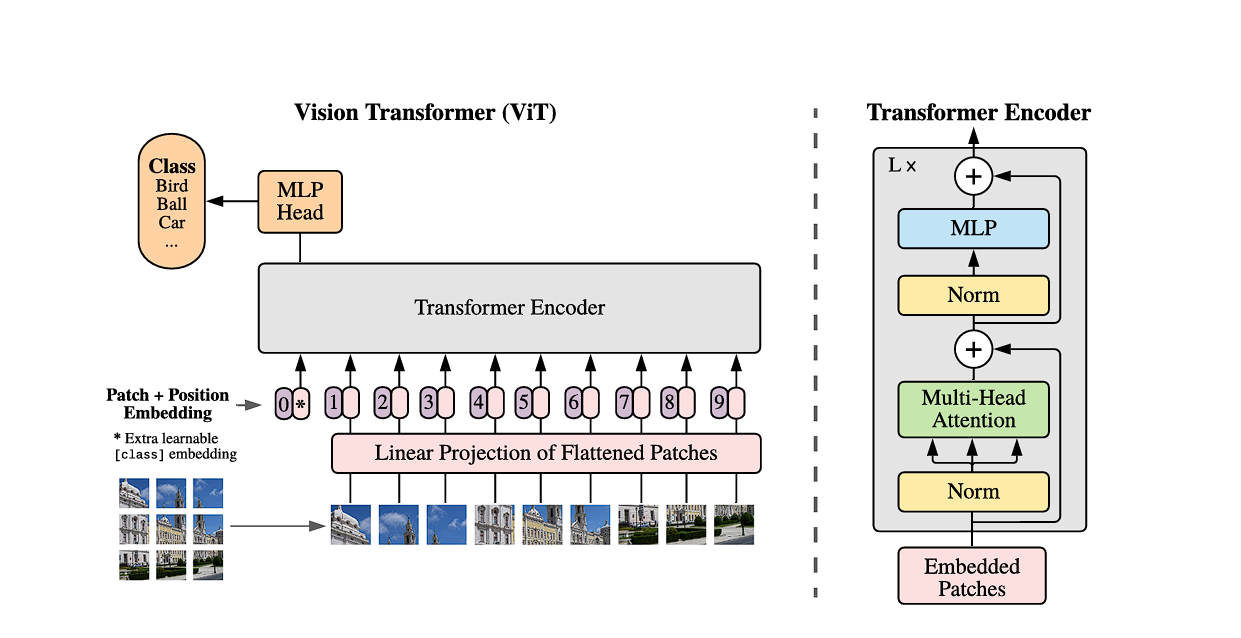 Vision Transformer (ViT)
Class
Bird
Ball
Car
...
MLP
Head
Transformer Encoder
Patch + Position
Embedding
0 * 1 2 3 4 5 6 7 8 9
* Extra learnable
[class] embedding
Linear Projection of Flattened Patches
Transformer Encoder
L x
+
MLP
Norm
+
Multi-Head
Attention
Norm
Embedded
Patches